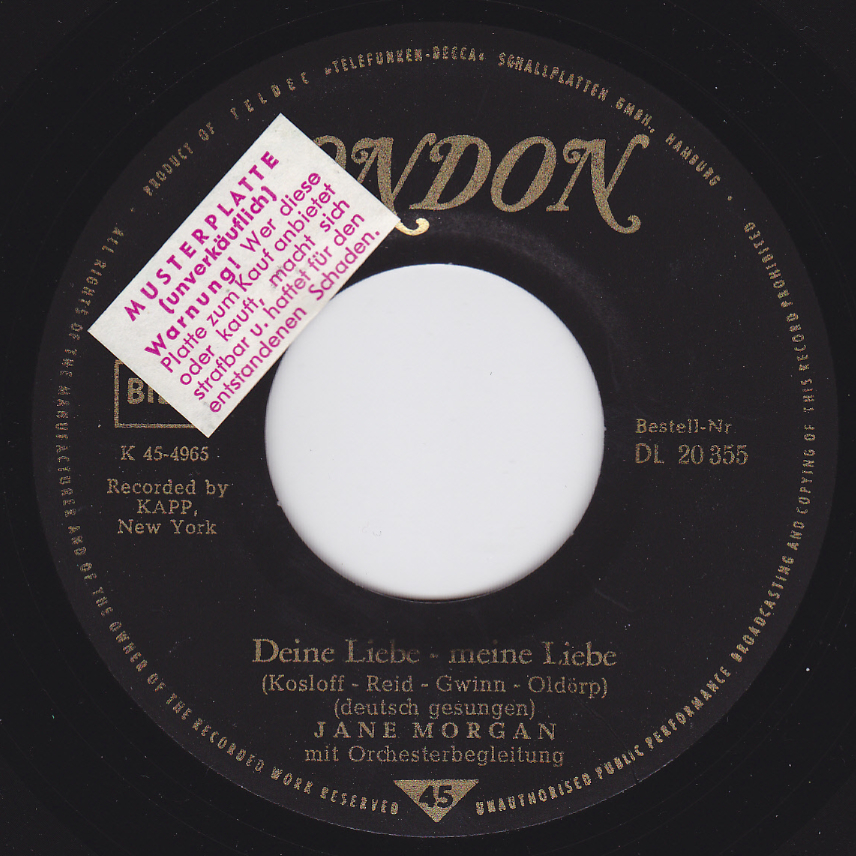 PRODUCT OF TELDEC »TELEFUNKEN-DECCA« SCHALLPLATTEN GMBH., HAMBURG
ONDON
MUSTERPLATTE
(unverkäuflich)
Warnung! Wer diese
Platte zum Kauf anbietet
oder kauft, macht sich
strafbar u. haftet für den
entstandenen Schaden.
K 45-4965
Recorded by
KAPP,
New York
Bestell-Nr.
DL 20 355
Deine Liebe - meine Liebe
(Kosloff - Reid - Gwinn - Oldörp)
(deutsch gesungen)
JANE MORGAN
mit Orchesterbegleitung
45
ALL RIGHTS OF THE MANUFACTURER AND OF THE OWNER OF THE RECORDED WORK RESERVED
UNAUTHORISED PUBLIC PERFORMANCE BROADCASTING AND COPYING OF THIS RECORD PROHIBITED